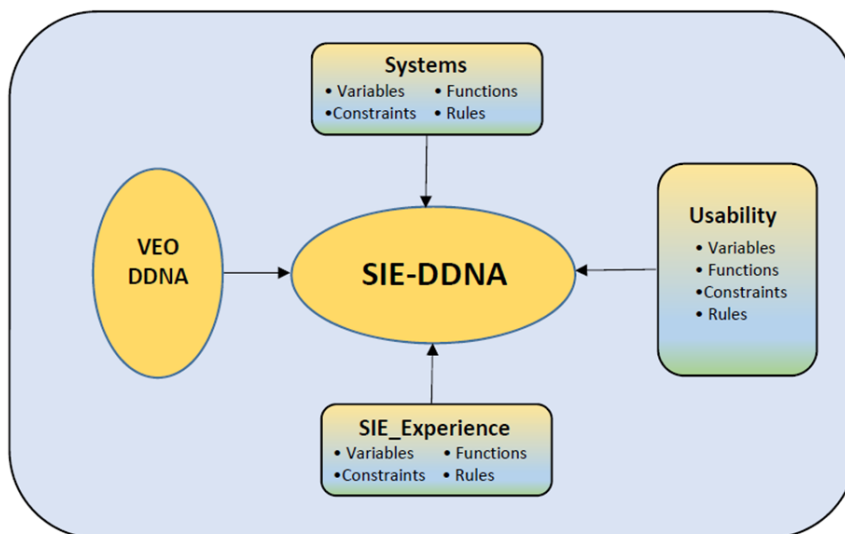 Systems
• Variables • Functions
•Constraints • Rules
VEO
DDNA
SIE-DDNA
Usability
• Variables
• Functions
•Constraints
• Rules
SIE_Experience
• Variables • Functions
•Constraints • Rules